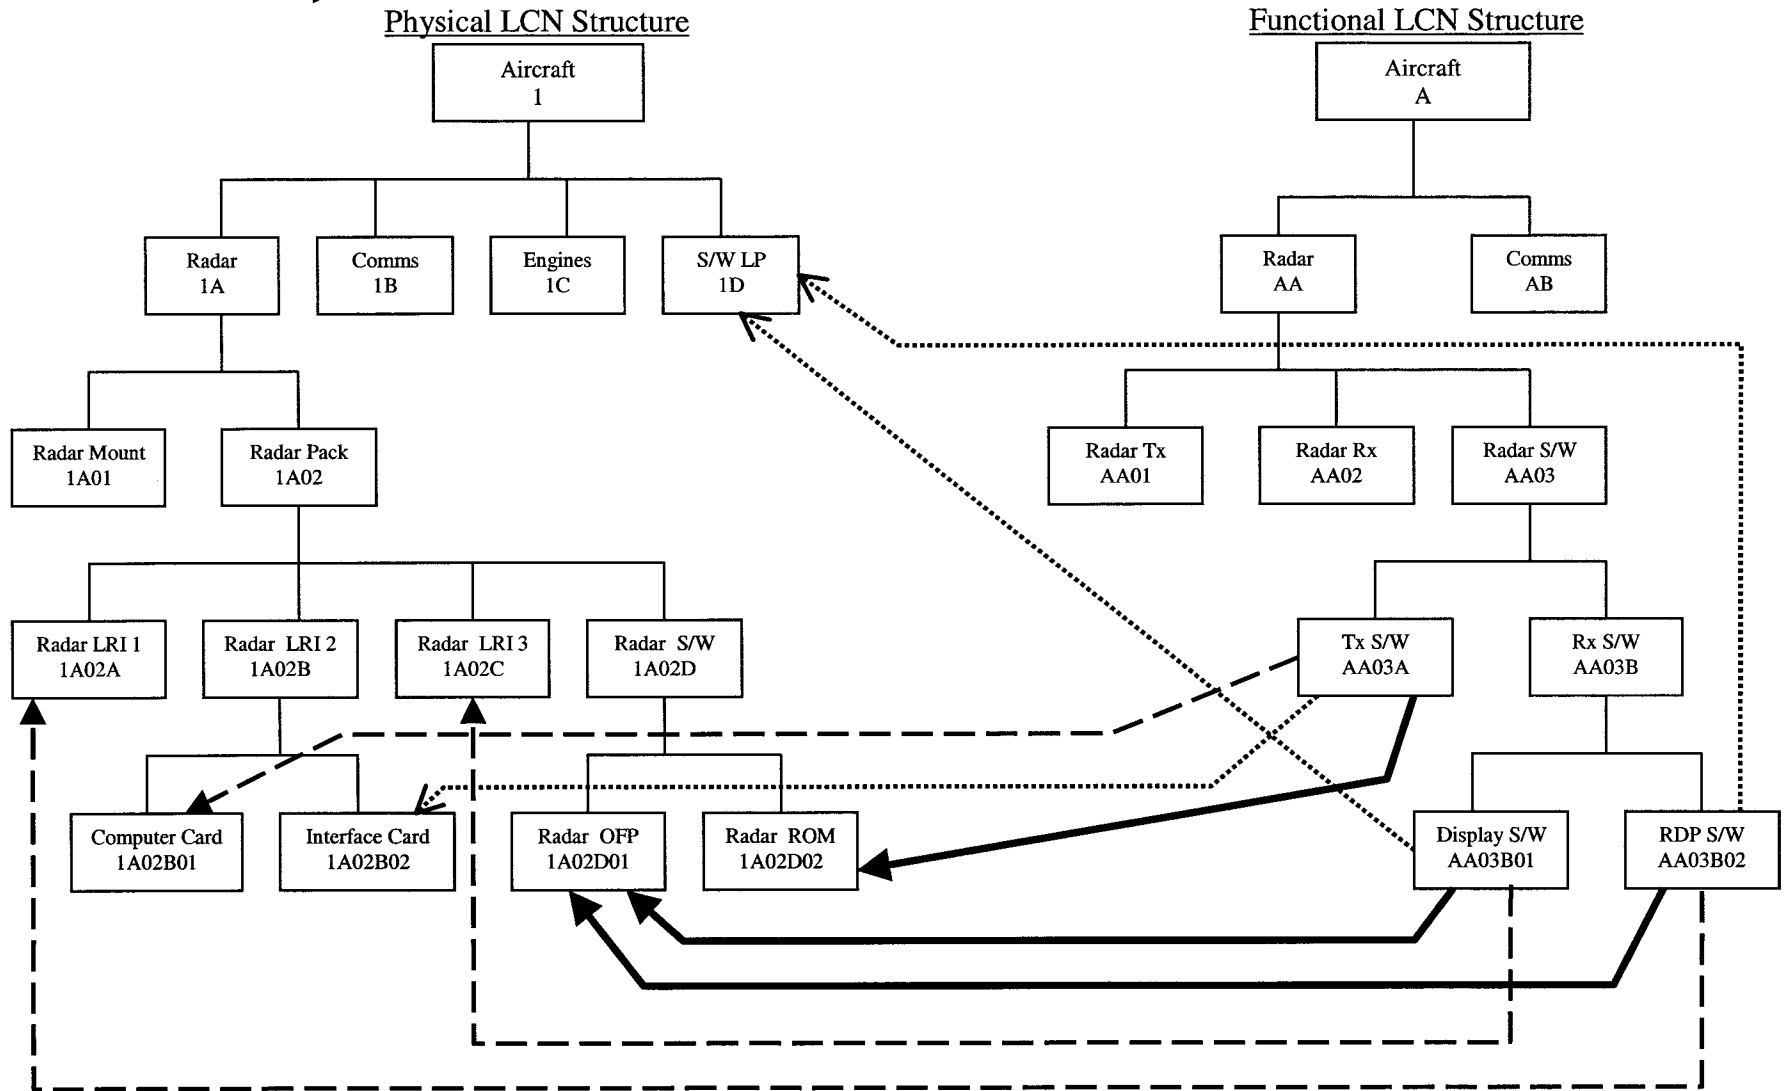 Physical LCN Structure
Functional LCN Structure
Aircraft
1
Aircraft
A
Radar
1A
Comms
1B
Engines
1C
S/W LP
1D
Radar
AA
Comms
AB
Radar Mount
1A01
Radar Pack
1A02
Radar Tx
AA01
Radar Rx
AA02
Radar S/W
AA03
Radar LRI 1
1A02A
Radar LRI 2
1A02B
Radar LRI 3
1A02C
Radar S/W
1A02D
Tx S/W
AA03A
Rx S/W
AA03B
Computer Card
1A02B01
Interface Card
1A02B02
Radar OFP
1A02D01
Radar ROM
1A02D02
Display S/W
AA03B01
RDP S/W
AA03B02